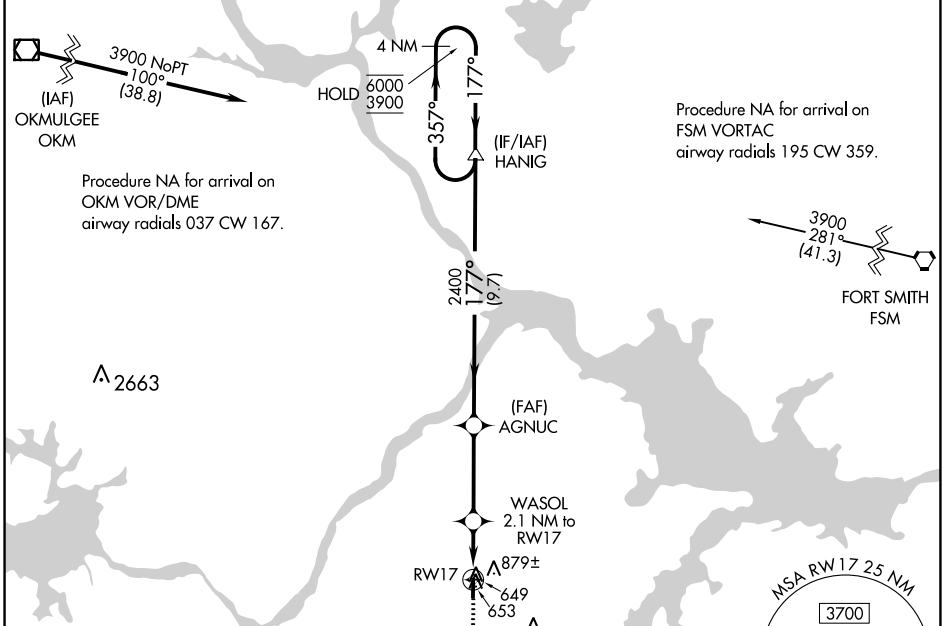 3900 NoPT
100°
(38.8)
(IAF)
OKMULGEE
OKM
4 NM
HOLD
6000
3900
357°
177°
(IF/IAF)
HANIG
Procedure NA for arrival on
FSM VORTAC
airway radials 195 CW 359.
Procedure NA for arrival on
OKM VOR/DME
airway radials 037 CW 167.
3900
281°
(41.3)
FORT SMITH
FSM
2400
177°
(9.7)
2663
(FAF)
AGNUC
WASOL
2.1 NM to
RW17
RW17
879±
649
653
MSA RW17 25 NM
3700